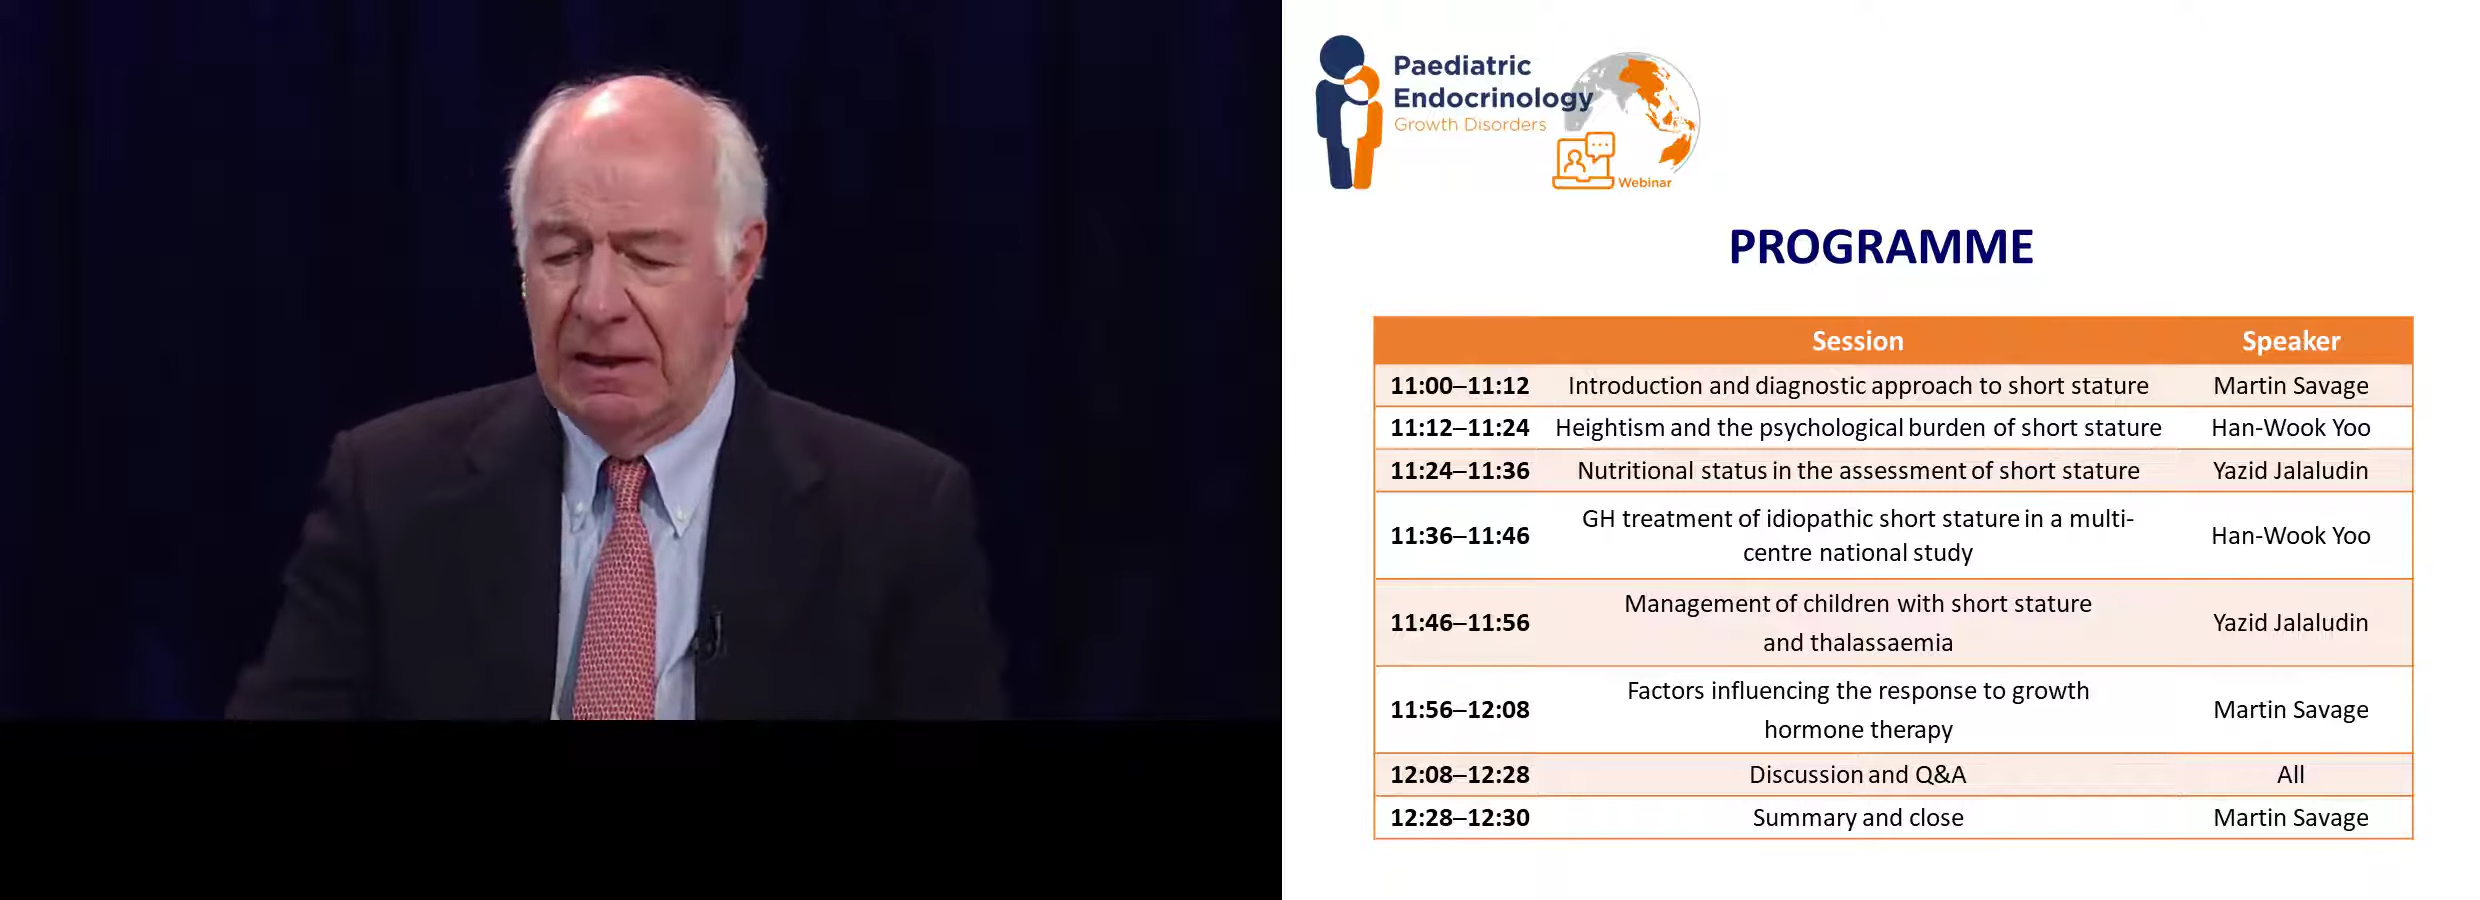 Paediatric
Endocrinology
Growth Disorders
Webinar
PROGRAMME
Session Speaker
11:00–11:12 Introduction and diagnostic approach to short stature Martin Savage
11:12–11:24 Heightism and the psychological burden of short stature Han-Wook Yoo
11:24–11:36 Nutritional status in the assessment of short stature Yazid Jalaludin
11:36–11:46 GH treatment of idiopathic short stature in a multi-
centre national study Han-Wook Yoo
11:46–11:56 Management of children with short stature
and thalassaemia Yazid Jalaludin
11:56–12:08 Factors influencing the response to growth
hormone therapy Martin Savage
12:08–12:28 Discussion and Q&A All
12:28–12:30 Summary and close Martin Savage